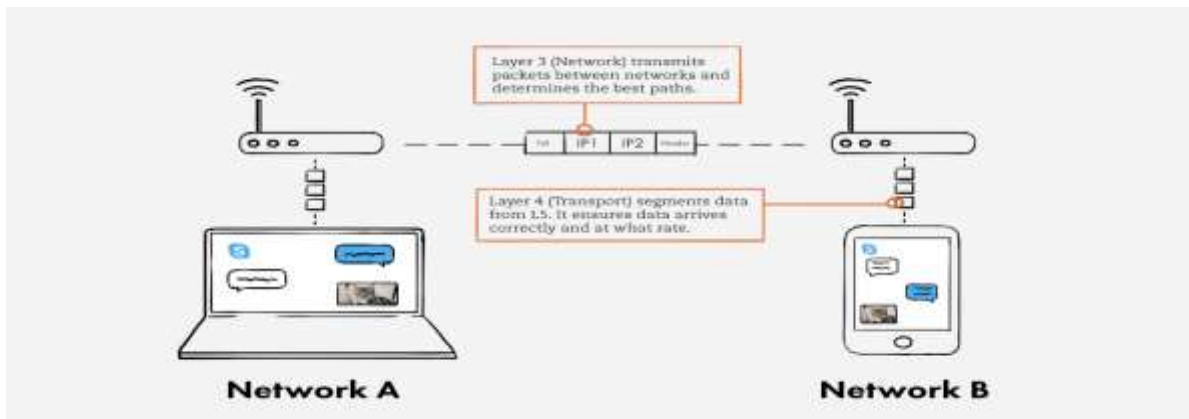 Layer 3 (Network) transmits
packets between networks and
determines the best paths.
IP1 IP2 Header
Layer 4 (Transport) segments data
from L5. It ensures data arrives
correctly and at what rate.
Network A
Network B